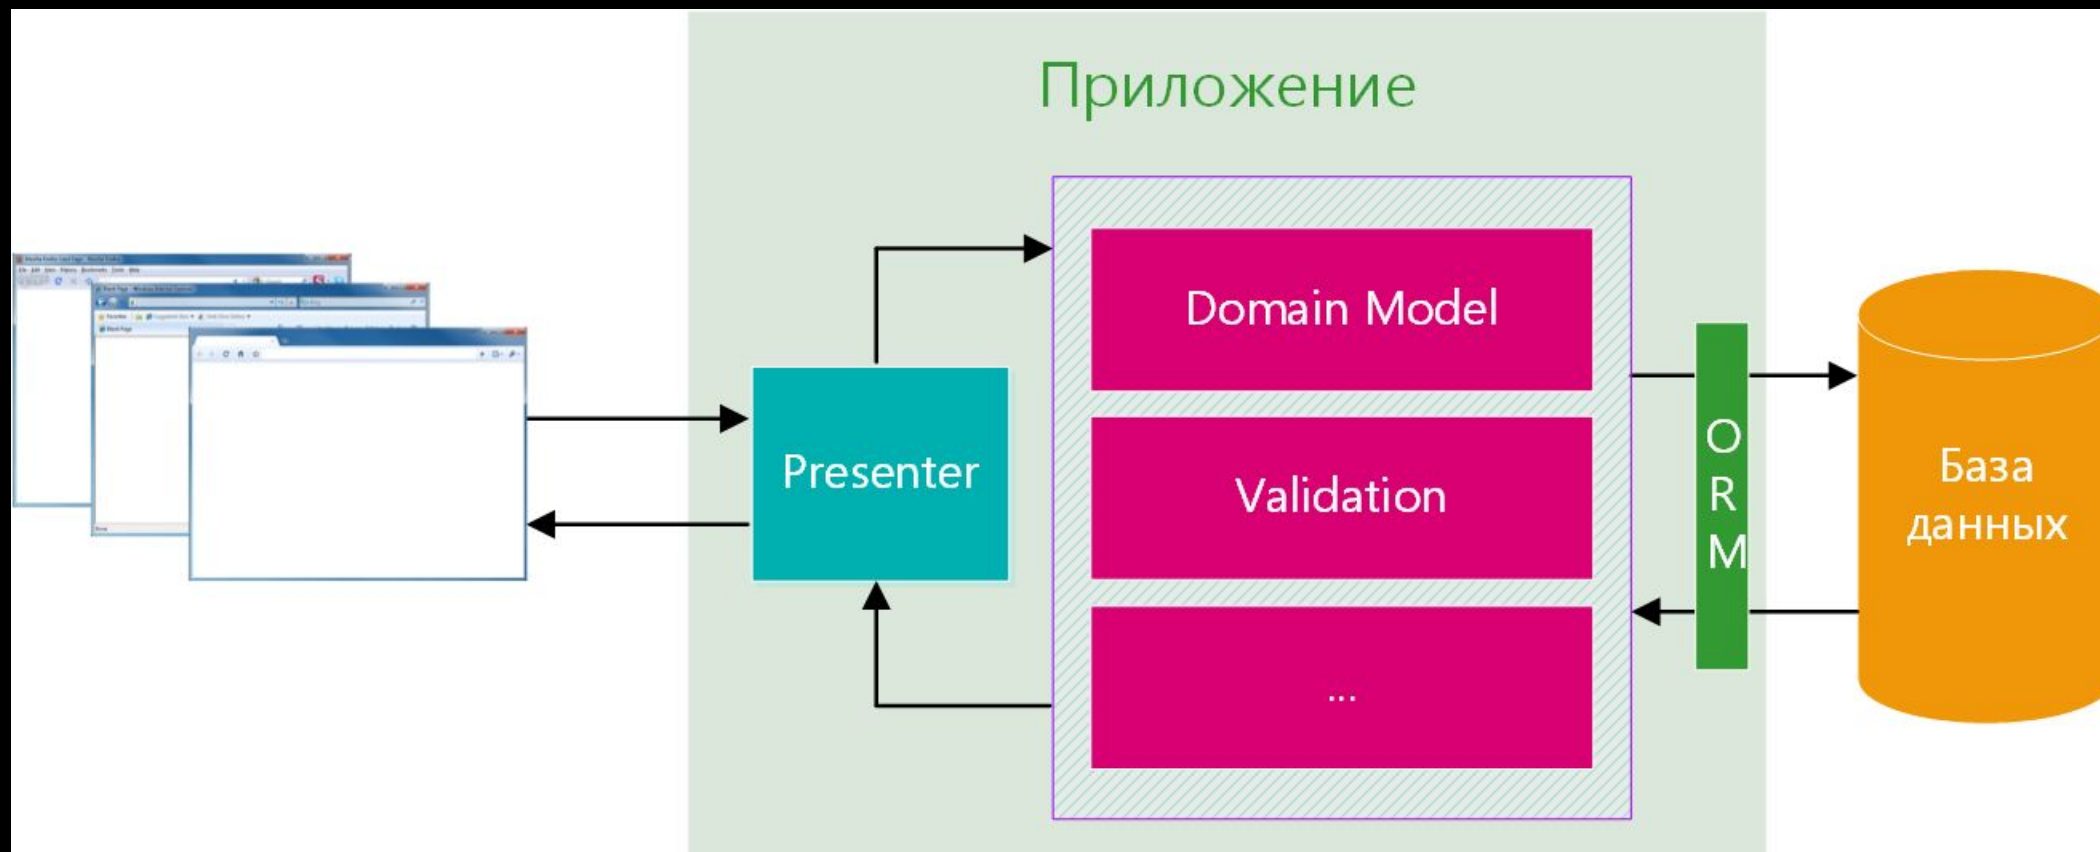 Приложение
Domain Model
Presenter
Validation
...
O
R
M
База
данных